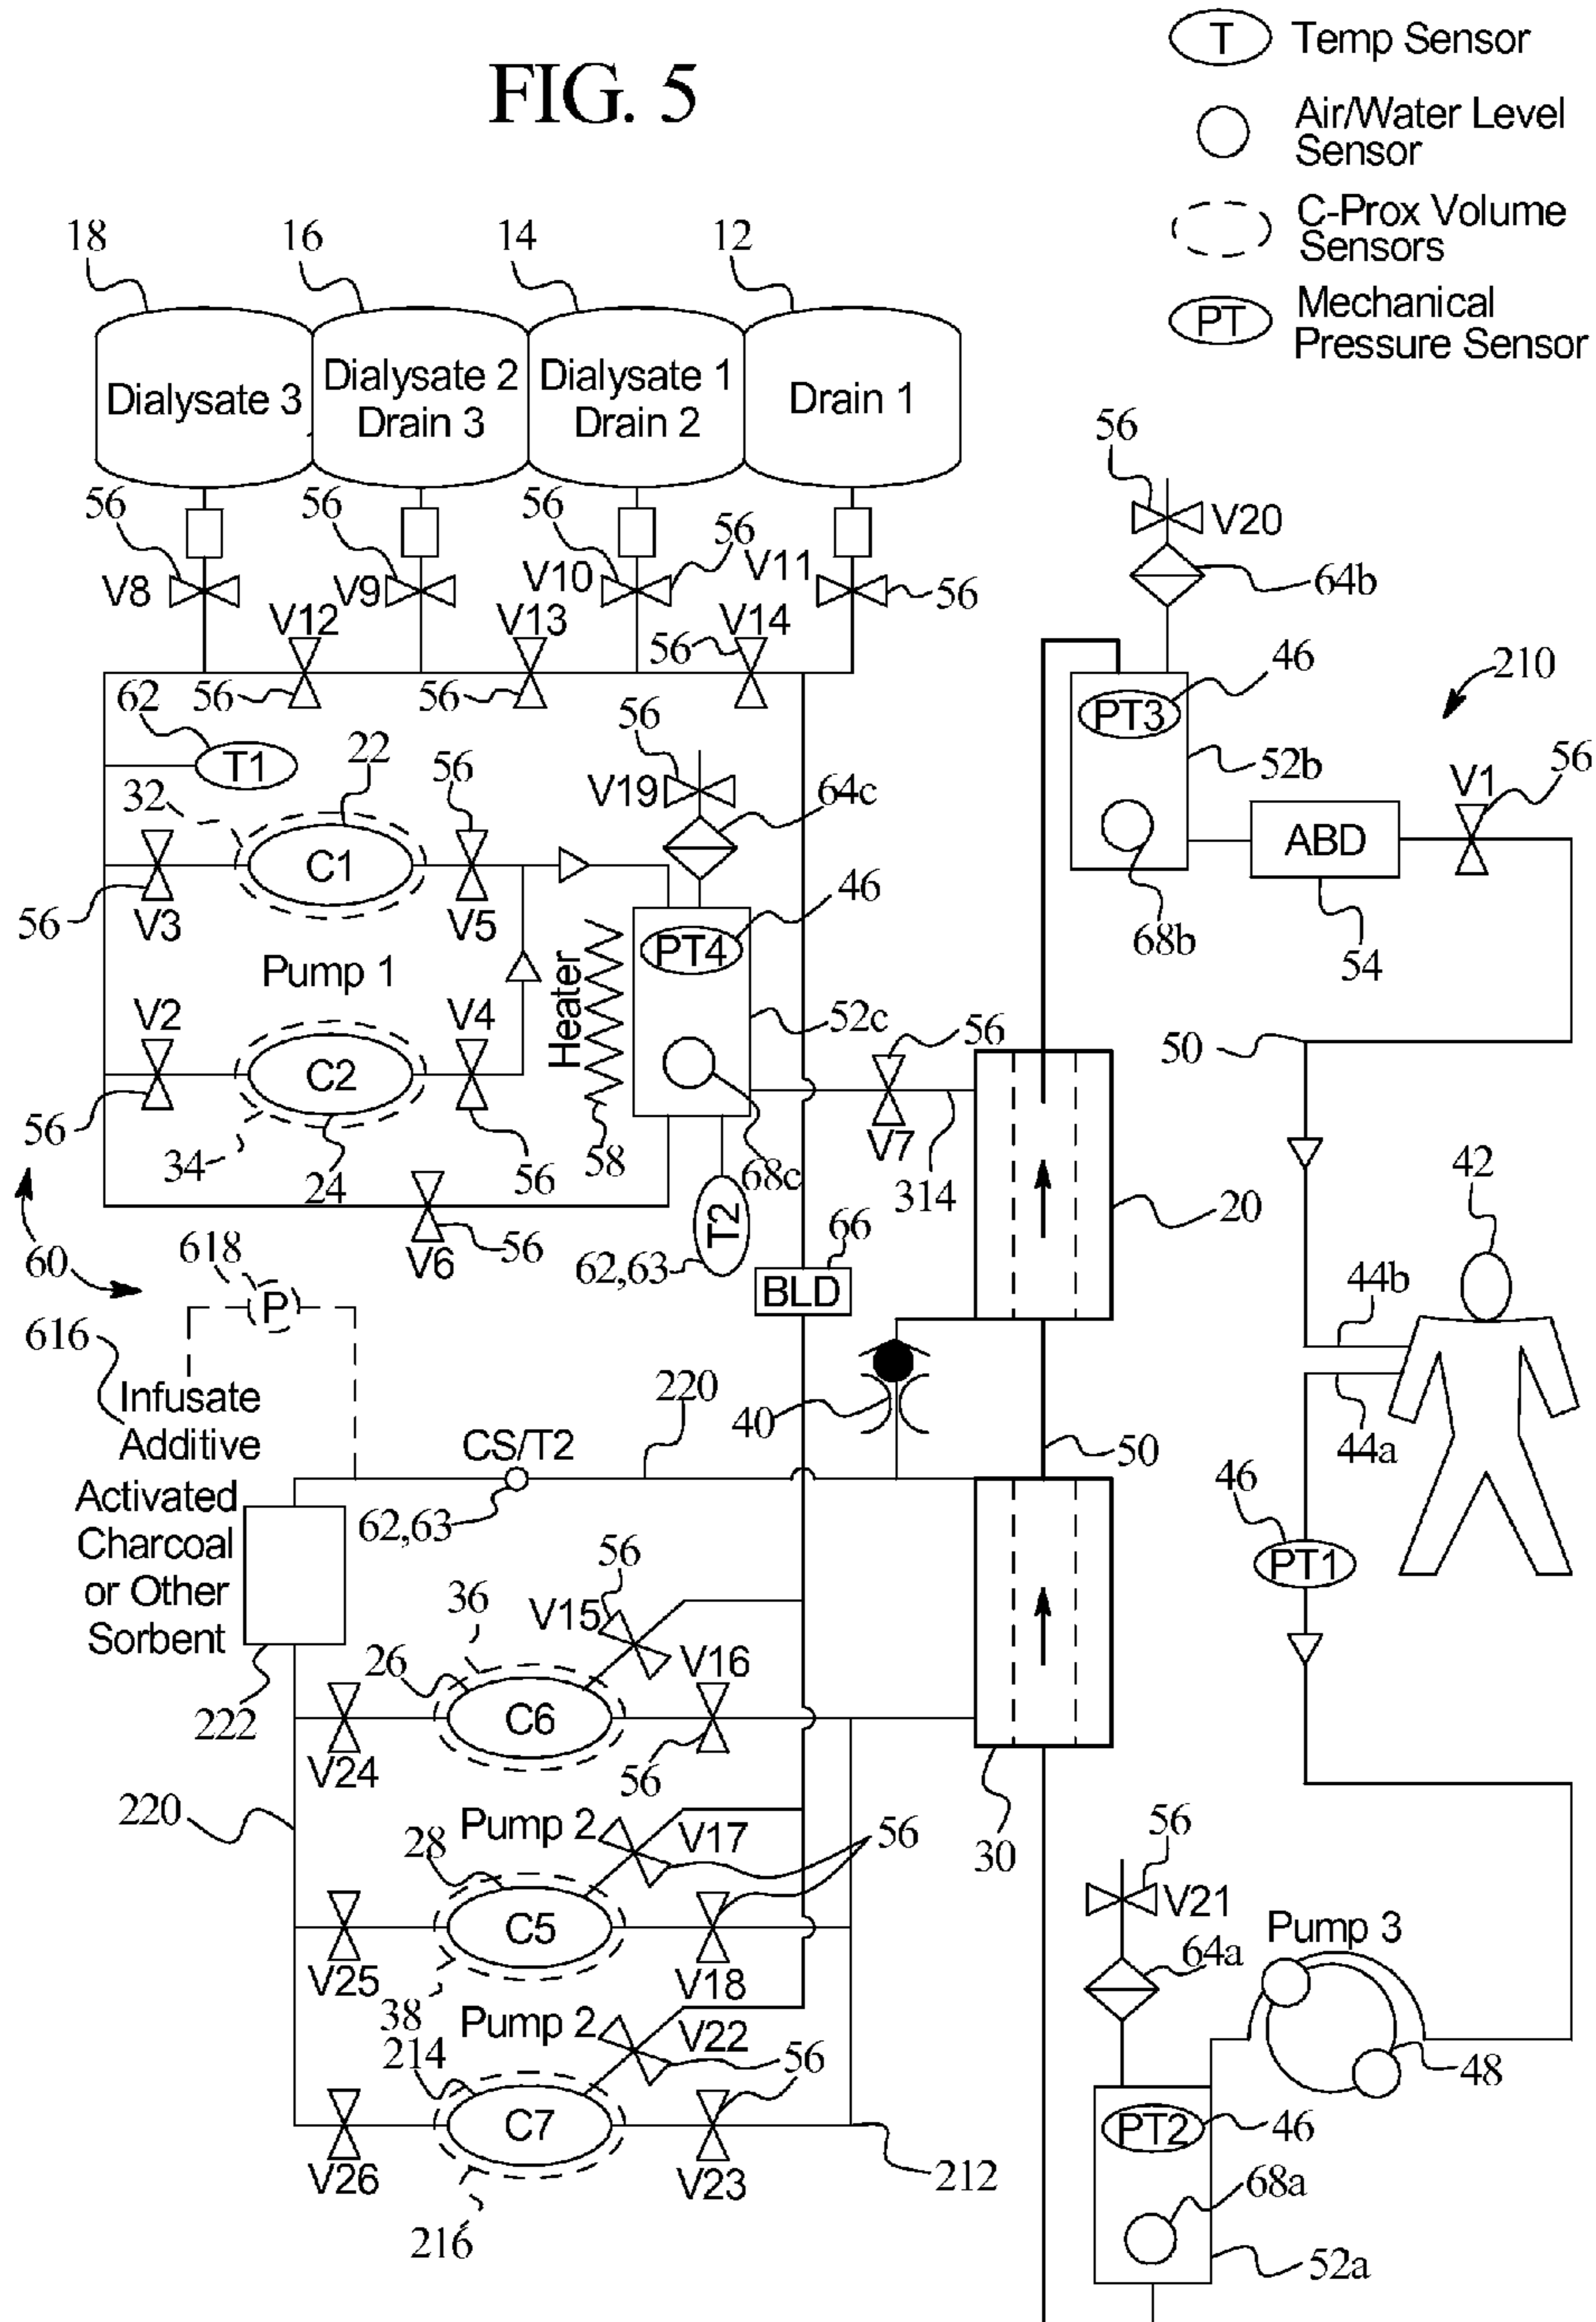 FIG. 5
T Temp Sensor
Air/Water Level
Sensor
C-Prox Volume
Sensors
PT Mechanical
Pressure Sensor
18 16 14 12
Dialysate 3
Dialysate 2
Drain 3
Dialysate 1
Drain 2
Drain 1
56 56 56 56
V8 V9 V10 V11 56
V12 V13 V14
56 56 56
56
V20
64b
46
210
PT3
52b
V1 56
ABD
68b
54
62
T1
22
56
32
C1
V3 V5
56
56
V19
64c
46
PT4
Pump 1
Heater
52c
V2 V4
C2
56
34 24 56 58
68c
56
V7
314
50
20
42
V6 56
60
T2
62,63
66
BLD
618
P
616
Infusate
Additive
220
40
50
44b
44a
CS/T2
62,63
Activated
Charcoal
or Other
Sorbent
222
46
PT1
56
36 V15
26 V16
C6
V24 56
220
30
Pump 2
28 V17 56
C5
V25 V18
38
Pump 2
214 V22 56
C7
V26 V23
216
212
56
V21
64a
Pump 3
48
PT2
46
68a
52a